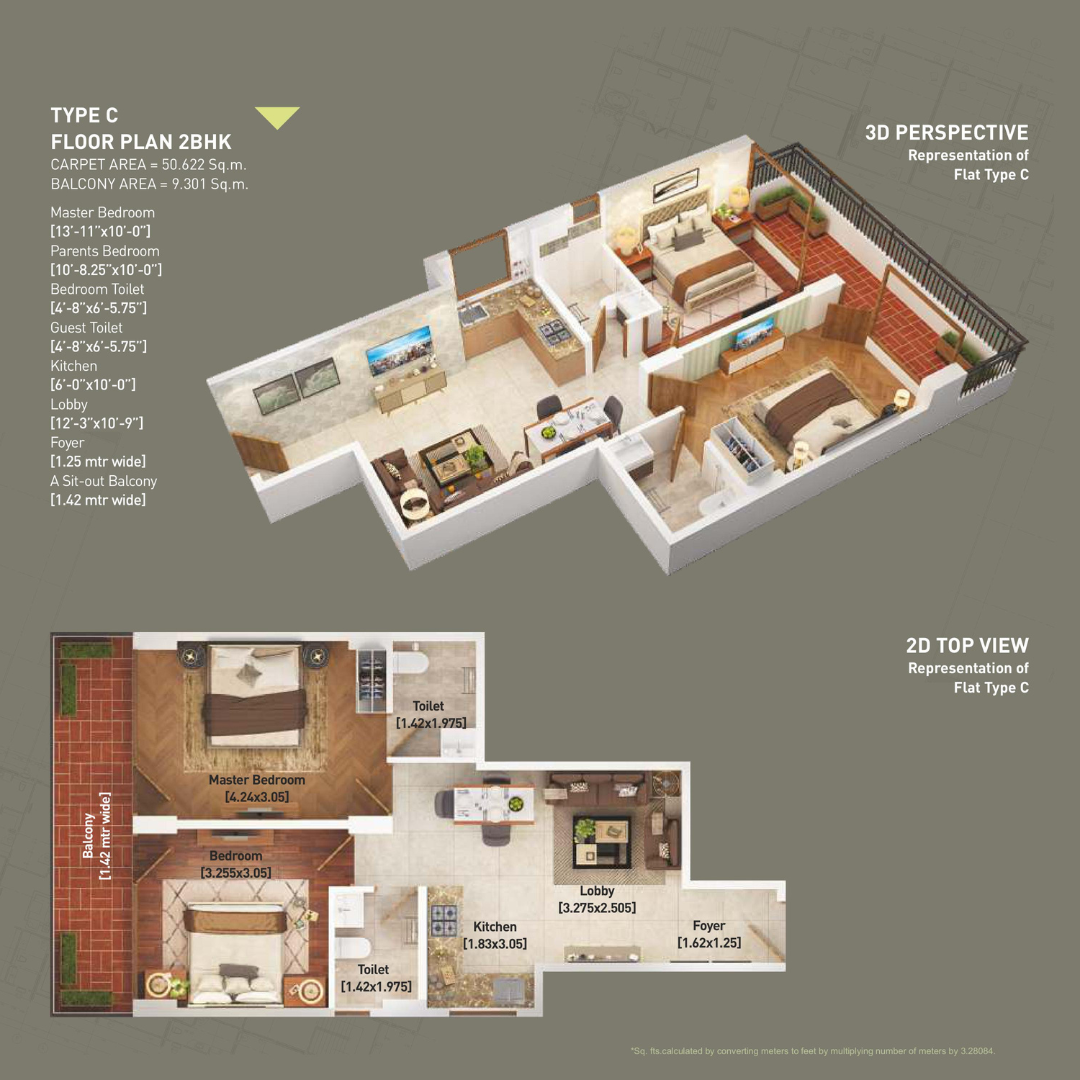 TYPE C
FLOOR PLAN 2BHK
CARPET AREA = 50.622 Sq.m.
BALCONY AREA = 9.301 Sq.m.
Master Bedroom
[13’-11”x10’-0”]
Parents Bedroom
[10’-8.25”x10’-0”]
Bedroom Toilet
[4’-8”x6’-5.75”]
Guest Toilet
[4’-8”x6’-5.75”]
Kitchen
[6’-0”x10’-0”]
Lobby
[12’-3”x10’-9”]
Foyer
[1.25 mtr wide]
A Sit-out Balcony
[1.42 mtr wide]
3D PERSPECTIVE
Representation of
Flat Type C
2D TOP VIEW
Representation of
Flat Type C
Toilet
[1.42x1.975]
Master Bedroom
[4.24x3.05]
Balcony
[1.42 mtr wide]
Bedroom
[3.255x3.05]
Lobby
[3.275x2.505]
Kitchen
[1.83x3.05]
Foyer
[1.62x1.25]
Toilet
[1.42x1.975]
*Sq. fts.calculated by converting meters to feet by multiplying number of meters by 3.28084.